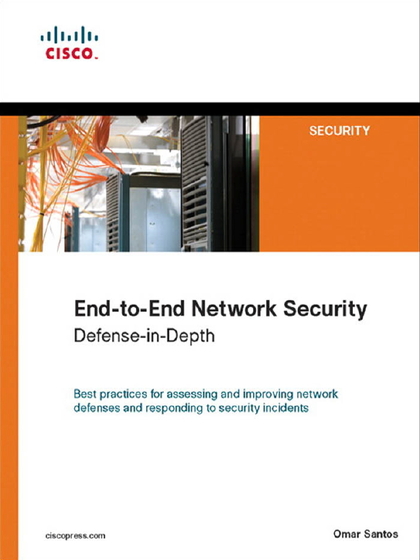 CISCO™
SECURITY
End-to-End Network Security
Defense-in-Depth
Best practices for assessing and improving network
defenses and responding to security incidents
ciscopress.com
Omar Santos